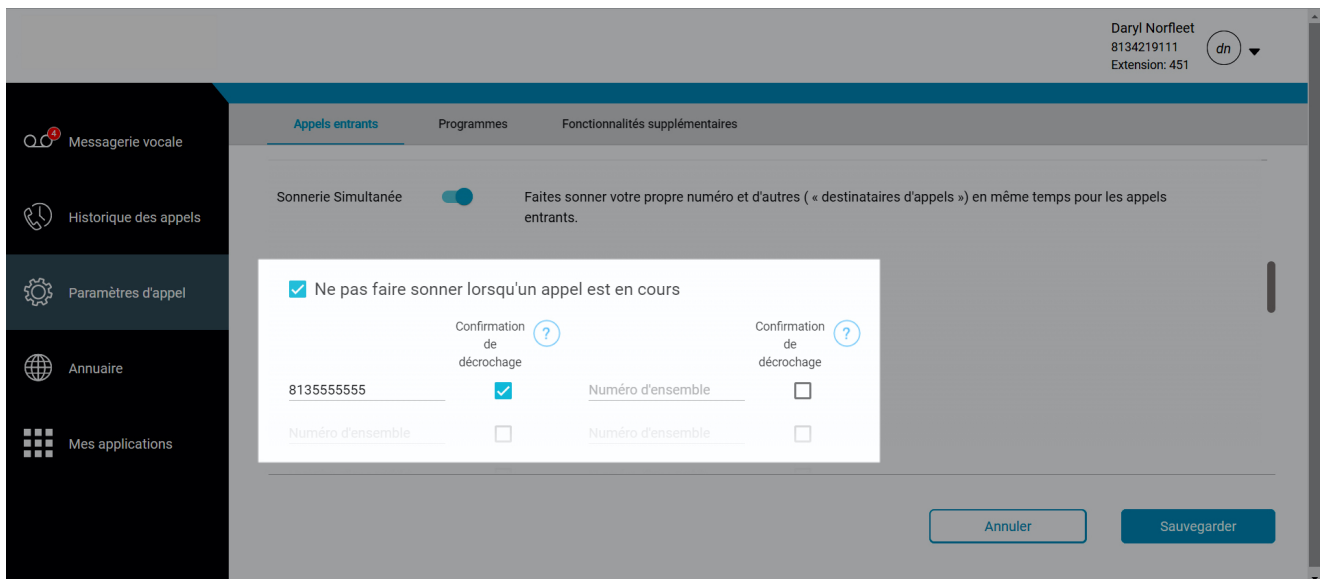 Daryl Norfleet
8134219111
dn
Extension: 451
4
Messagerie vocale
Historique des appels
Paramètres d'appel
Annuaire
Mes applications
Appels entrants Programmes Fonctionnalités supplémentaires
Sonnerie Simultanée Faites sonner votre propre numéro et d'autres ( « destinataires d'appels ») en même temps pour les appels
entrants.
Ne pas faire sonner lorsqu'un appel est en cours
Confirmation
de
décrochage
?
Confirmation
de
décrochage
?
8135555555 Numéro d'ensemble
Numéro d'ensemble Numéro d'ensemble
Annuler Sauvegarder